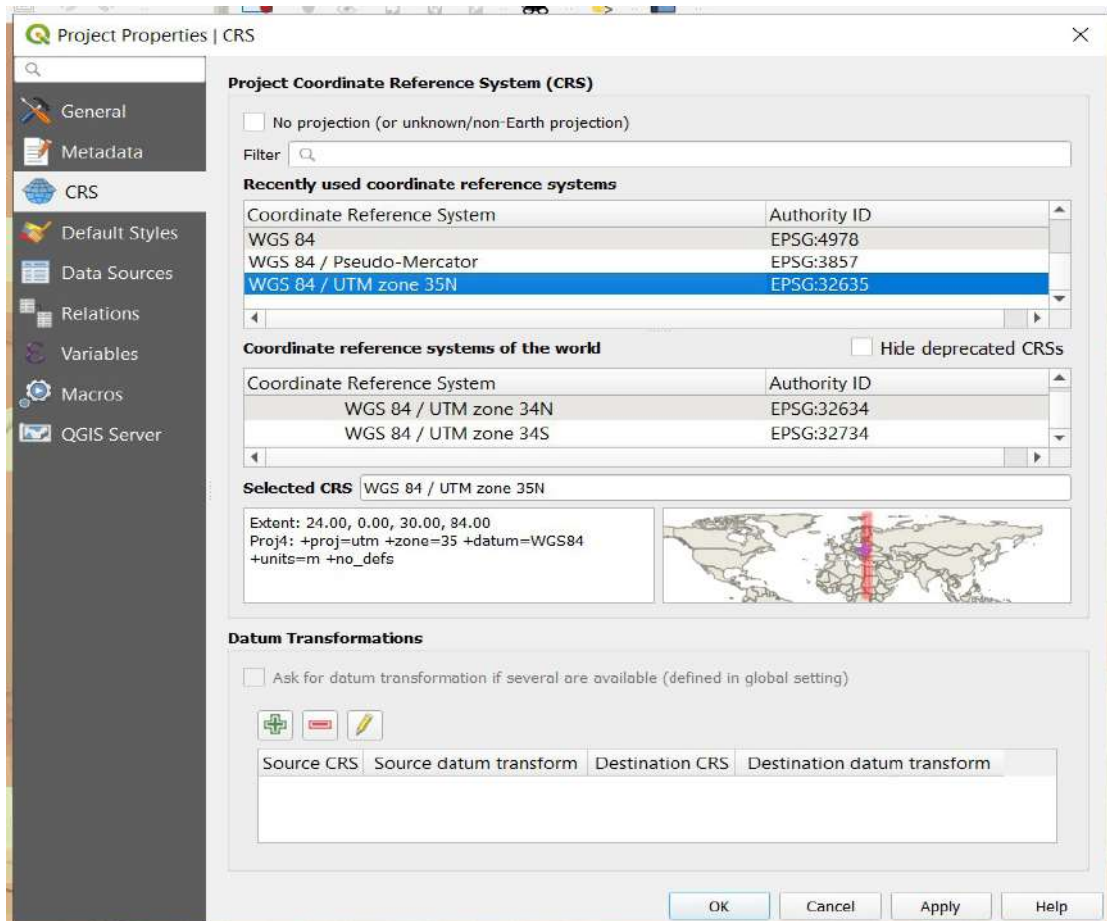 Project Properties | CRS
General
Metadata
CRS
Default Styles
Data Sources
Relations
Variables
Macros
QGIS Server
Project Coordinate Reference System (CRS)
No projection (or unknown/non-Earth projection)
Filter
Recently used coordinate reference systems
Coordinate Reference System Authority ID
WGS 84 EPSG:4978
WGS 84 / Pseudo-Mercator EPSG:3857
WGS 84 / UTM zone 35N EPSG:32635
Coordinate reference systems of the world Hide deprecated CRSs
Coordinate Reference System Authority ID
WGS 84 / UTM zone 34N EPSG:32634
WGS 84 / UTM zone 34S EPSG:32734
Selected CRS WGS 84 / UTM zone 35N
Extent: 24.00, 0.00, 30.00, 84.00
Proj4: +proj=utm +zone=35 +datum=WGS84
+units=m +no_defs
Datum Transformations
Ask for datum transformation if several are available (defined in global setting)
Source CRS Source datum transform Destination CRS Destination datum transform
OK Cancel Apply Help